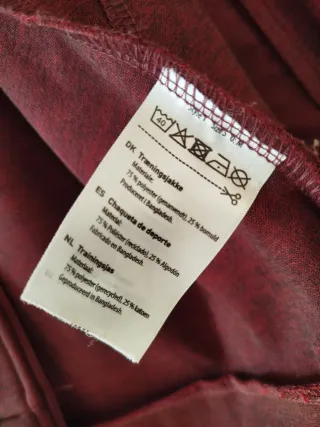 40
DK Træningsjakke
Materiale:
75 % polyester (genanvendt), 25 % bomuld
Produceret i Bangladesh.
ES Chaqueta de deporte
Material:
75 % Poliéster (reciclado), 25 % Algodón
Fabricado en Bangladesh.
NL Trainingsjas
Materiaal:
75 % polyester (gerecycled), 25 % katoen
Geproduceerd in Bangladesh.